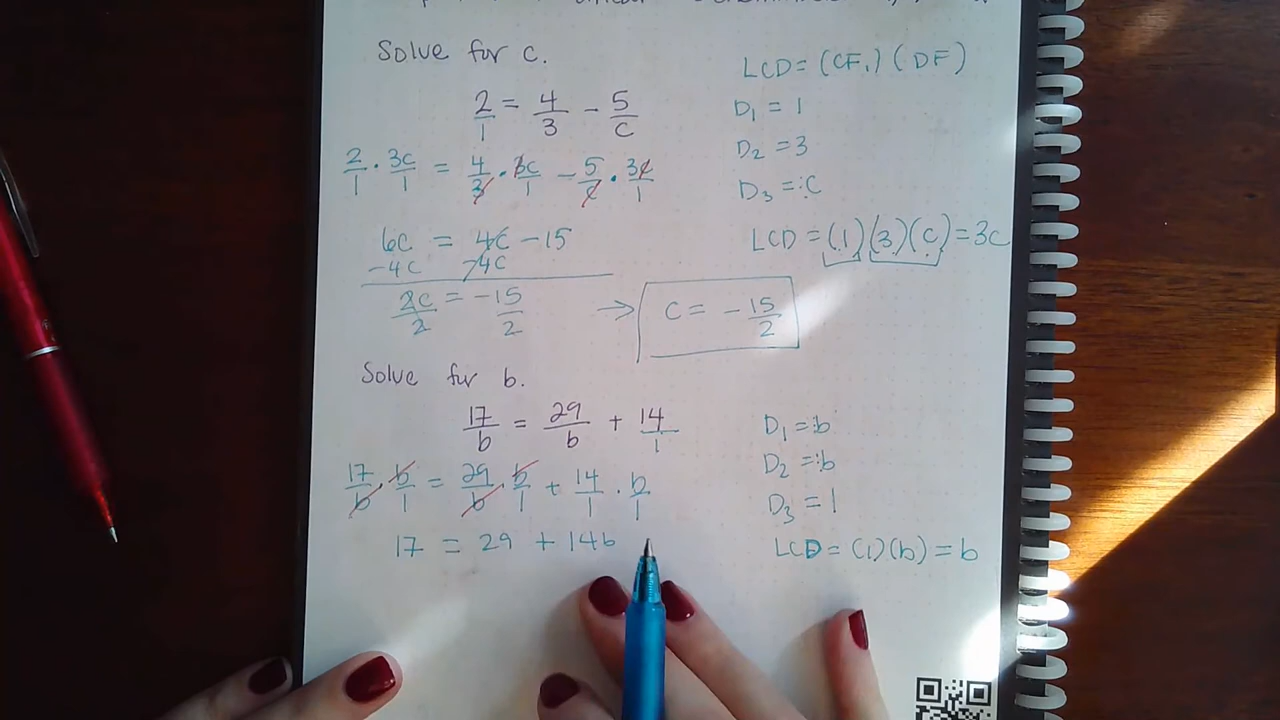 Solve for c.
2/1 = 4/3 - 5/c
2/1 · 3c/1 = 4/3 · 3c/1 - 5/c · 3c/1
6c = 4c - 15
-4c -4c
2c/2 = -15/2 → c = - 15/2
LCD = (CF₁)(DF)
D₁ = 1
D₂ = 3
D₃ = c
LCD = (1)(3)(c) = 3c
Solve for b.
17/b = 29/b + 14/1
17/b · b/1 = 29/b · b/1 + 14/1 · b/1
17 = 29 + 14b
D₁ = b
D₂ = b
D₃ = 1
LCD = (1)(b) = b